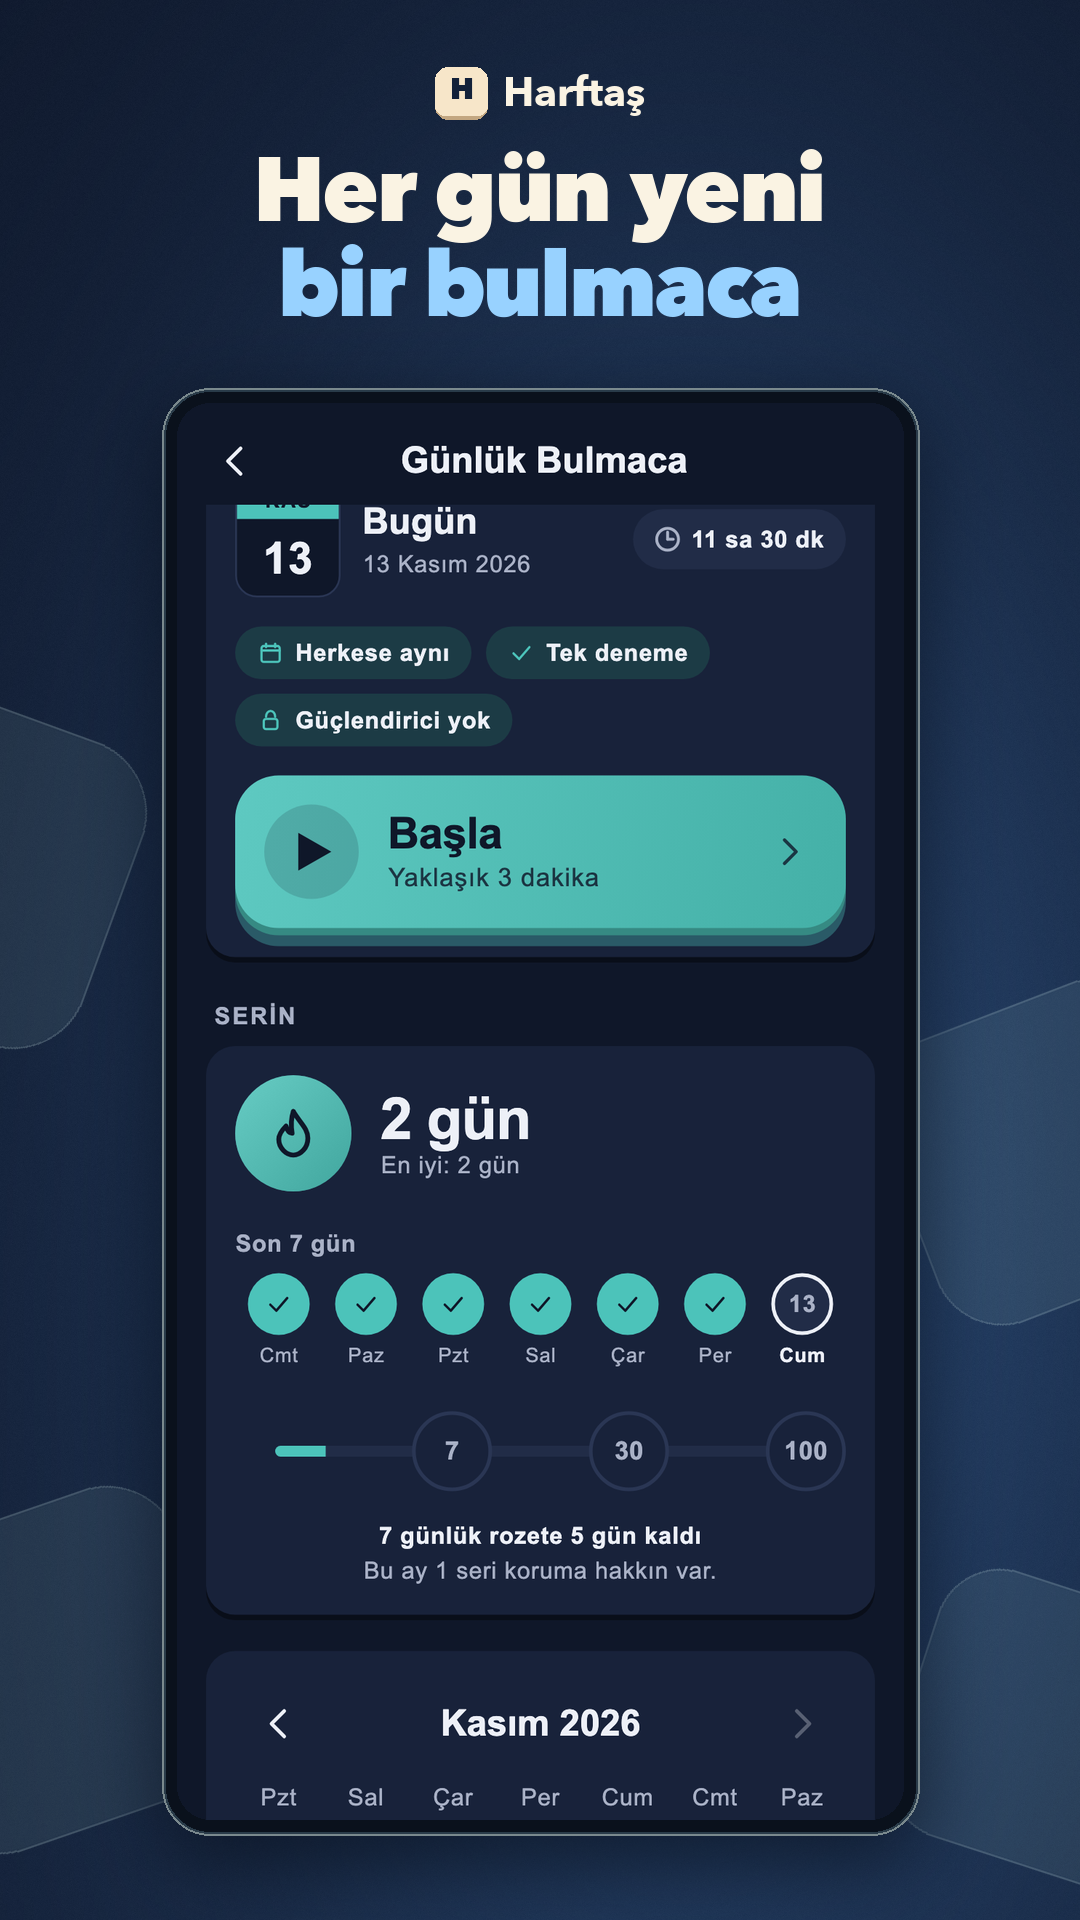 H Harftaş
Her gün yeni
bir bulmaca
Günlük Bulmaca
13
Bugün
13 Kasım 2026
11 sa 30 dk
Herkese aynı
Tek deneme
Güçlendirici yok
Başla
Yaklaşık 3 dakika
SERİN
2 gün
En iyi: 2 gün
Son 7 gün
13
Cmt Paz Pzt Sal Çar Per Cum
7 30 100
7 günlük rozete 5 gün kaldı
Bu ay 1 seri koruma hakkın var.
Kasım 2026
Pzt Sal Çar Per Cum Cmt Paz